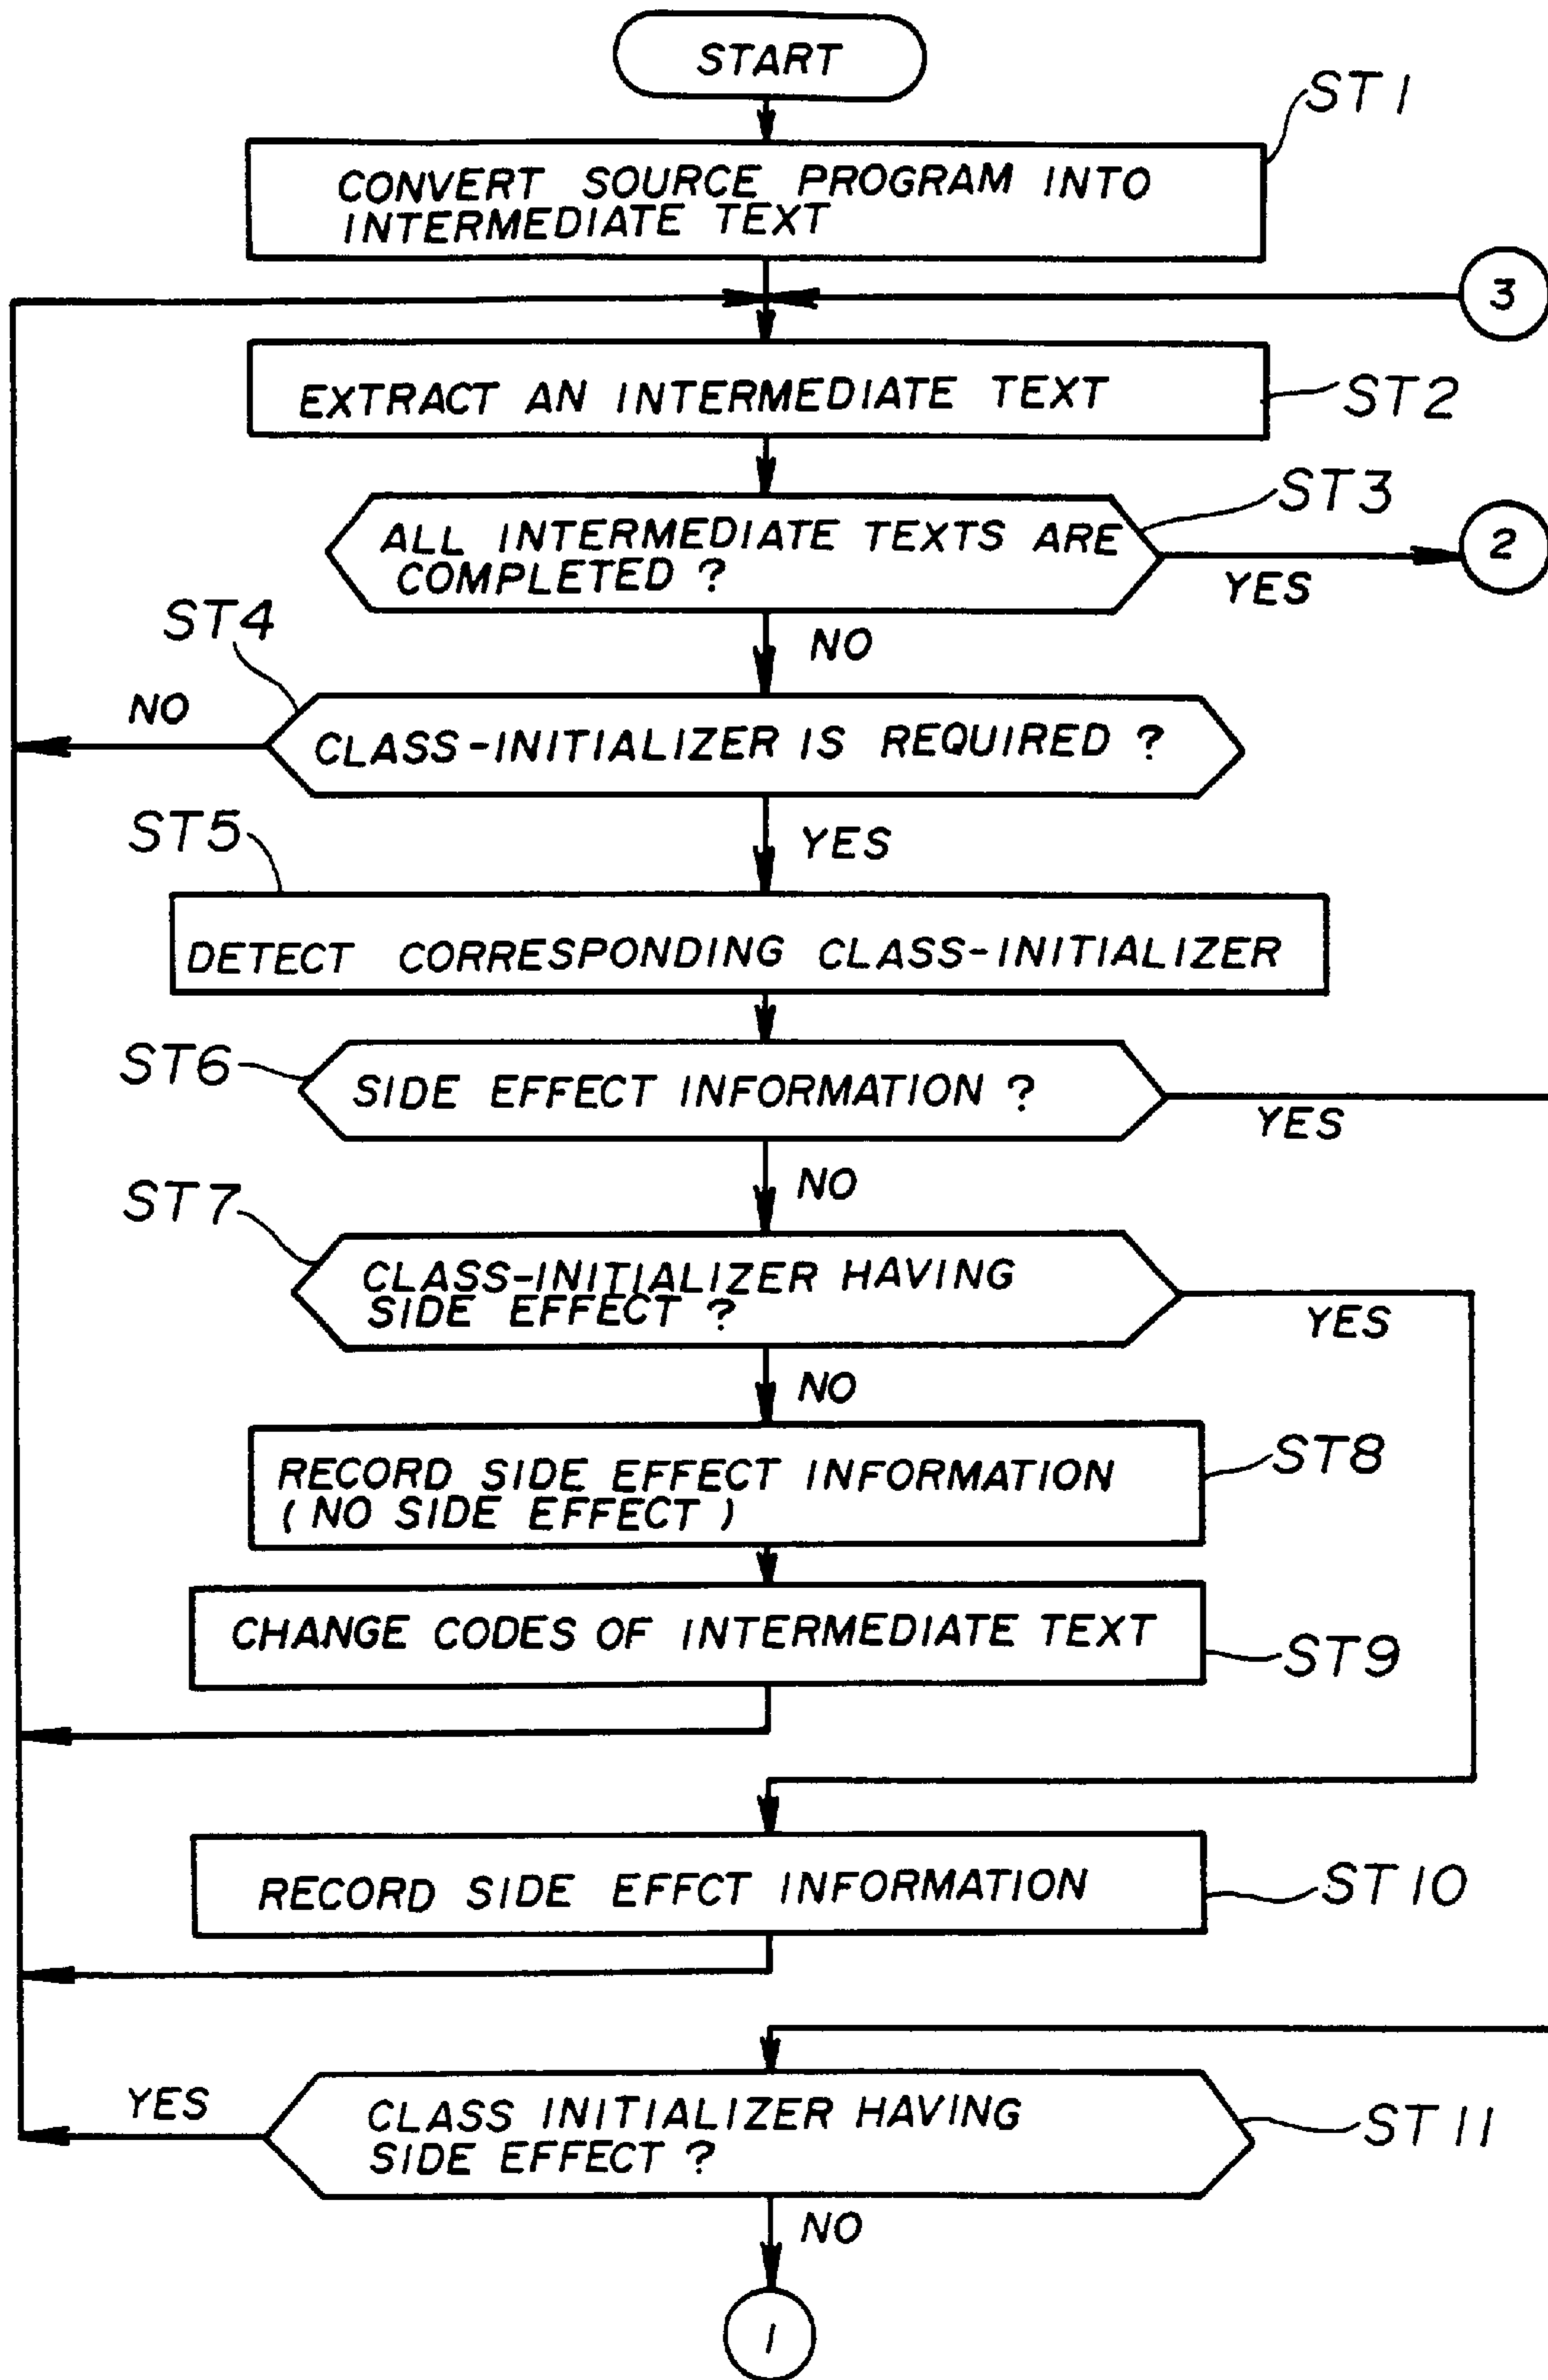 START
ST1
CONVERT SOURCE PROGRAM INTO
INTERMEDIATE TEXT
3
EXTRACT AN INTERMEDIATE TEXT
ST2
ST3
ALL INTERMEDIATE TEXTS ARE
COMPLETED ?
2
YES
ST4
NO
NO
CLASS-INITIALIZER IS REQUIRED ?
ST5
YES
DETECT CORRESPONDING CLASS-INITIALIZER
ST6
SIDE EFFECT INFORMATION ?
YES
NO
ST7
CLASS-INITIALIZER HAVING
SIDE EFFECT ?
YES
NO
RECORD SIDE EFFECT INFORMATION
(NO SIDE EFFECT)
ST8
CHANGE CODES OF INTERMEDIATE TEXT
ST9
RECORD SIDE EFFCT INFORMATION
ST10
YES
CLASS INITIALIZER HAVING
SIDE EFFECT ?
ST11
NO
1